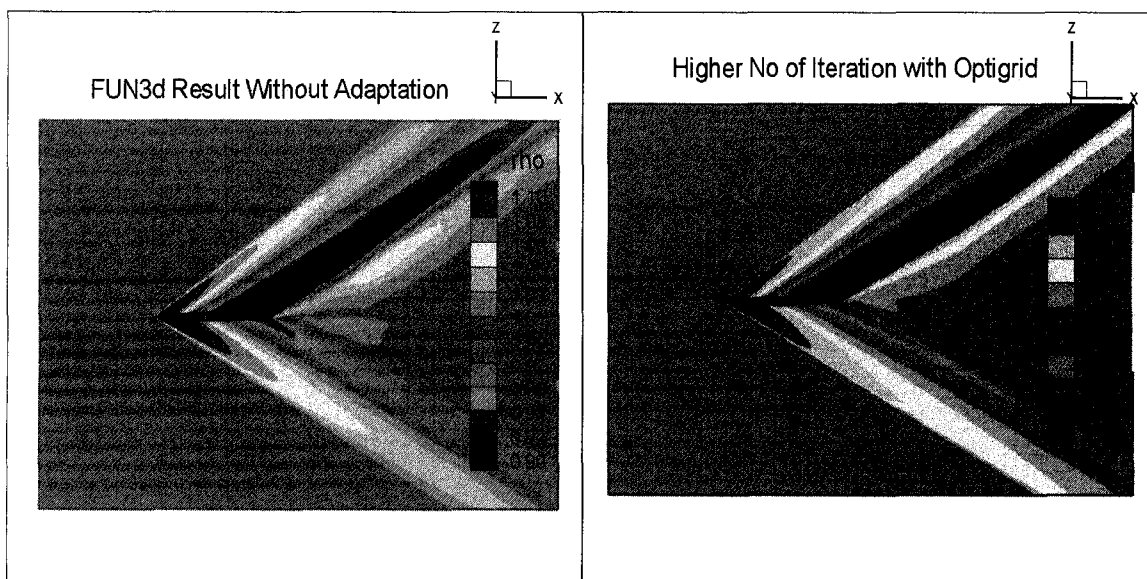 Z
X
FUN3d Result Without Adaptation
rho
Z
X
Higher No of Iteration with Optigrid